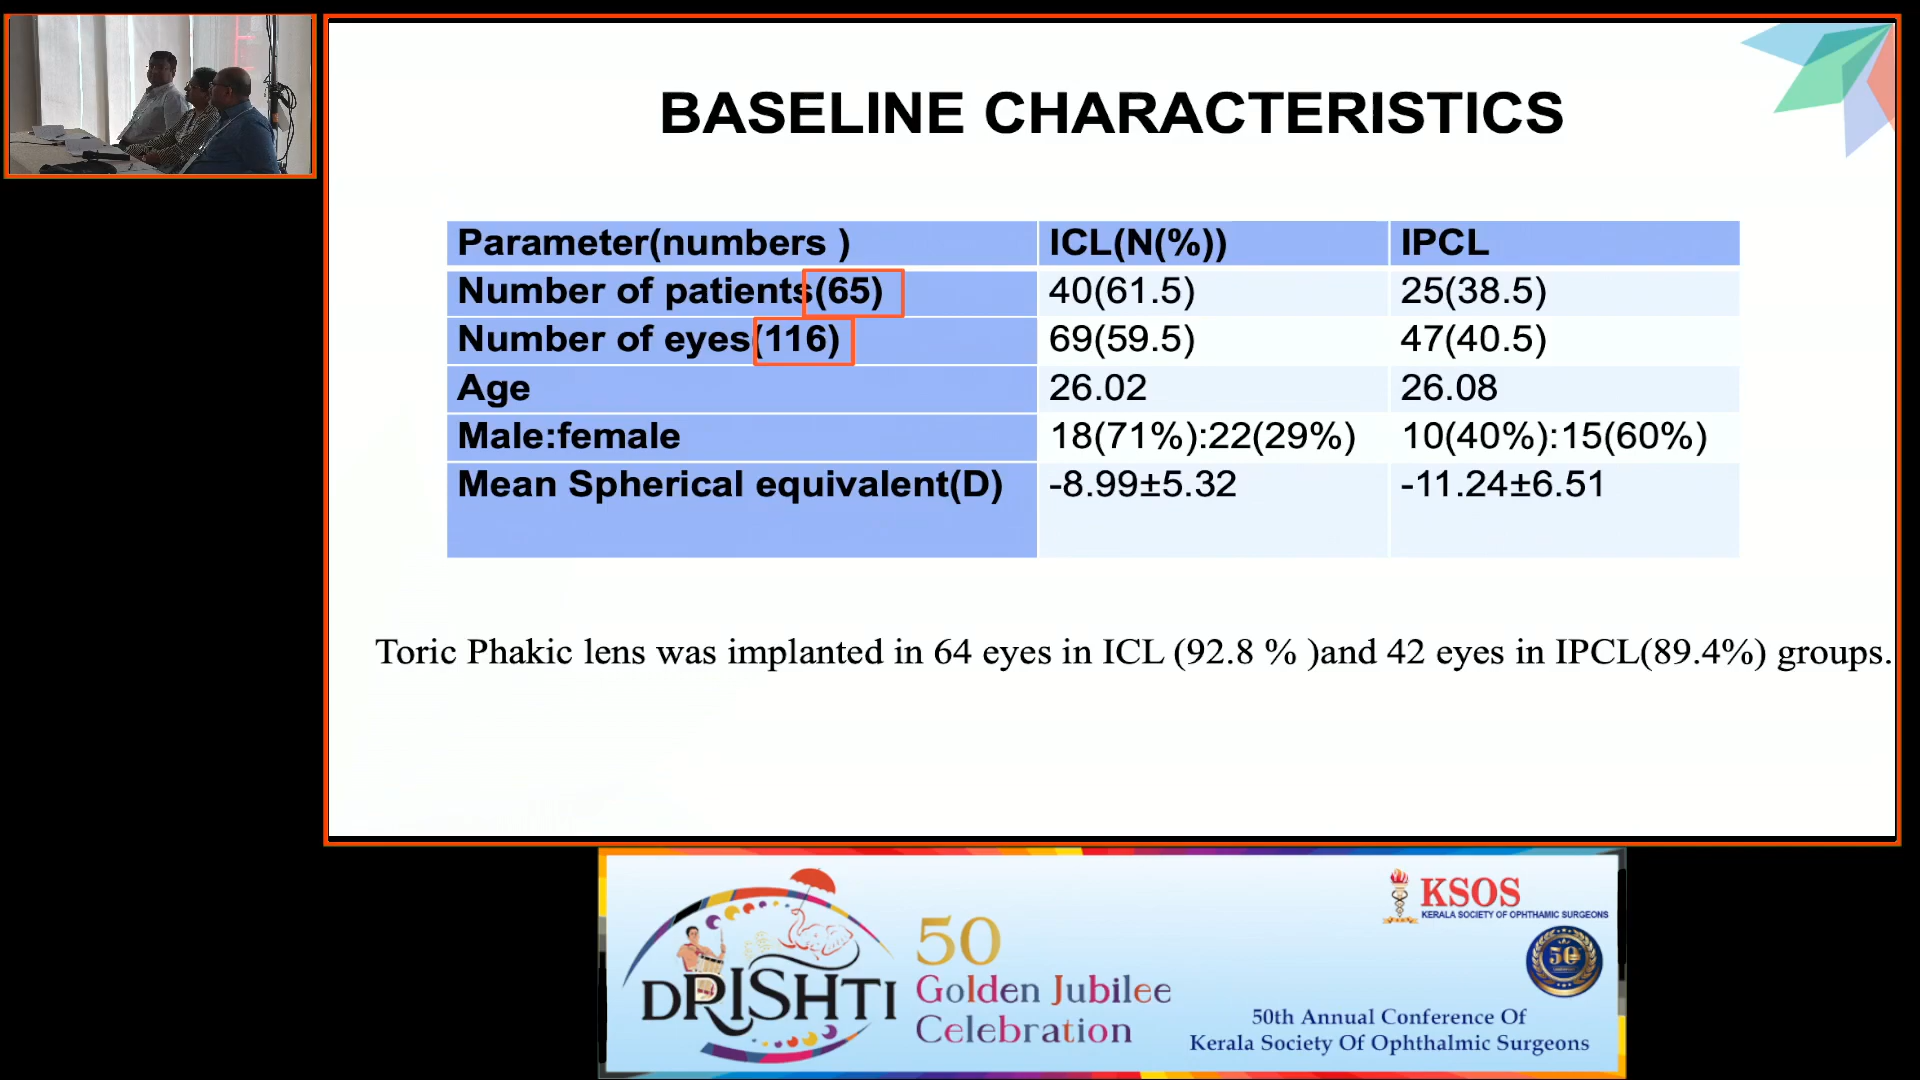 BASELINE CHARACTERISTICS
Parameter(numbers ) ICL(N(%)) IPCL
Number of patients(65) 40(61.5) 25(38.5)
Number of eyes(116) 69(59.5) 47(40.5)
Age 26.02 26.08
Male:female 18(71%):22(29%) 10(40%):15(60%)
Mean Spherical equivalent(D) -8.99±5.32 -11.24±6.51
Toric Phakic lens was implanted in 64 eyes in ICL (92.8 % )and 42 eyes in IPCL(89.4%) groups.
DRISHTI
50
Golden Jubilee
Celebration
KSOS
KERALA SOCIETY OF OPHTHAMIC SURGEONS
50
50th Annual Conference Of
Kerala Society Of Ophthalmic Surgeons